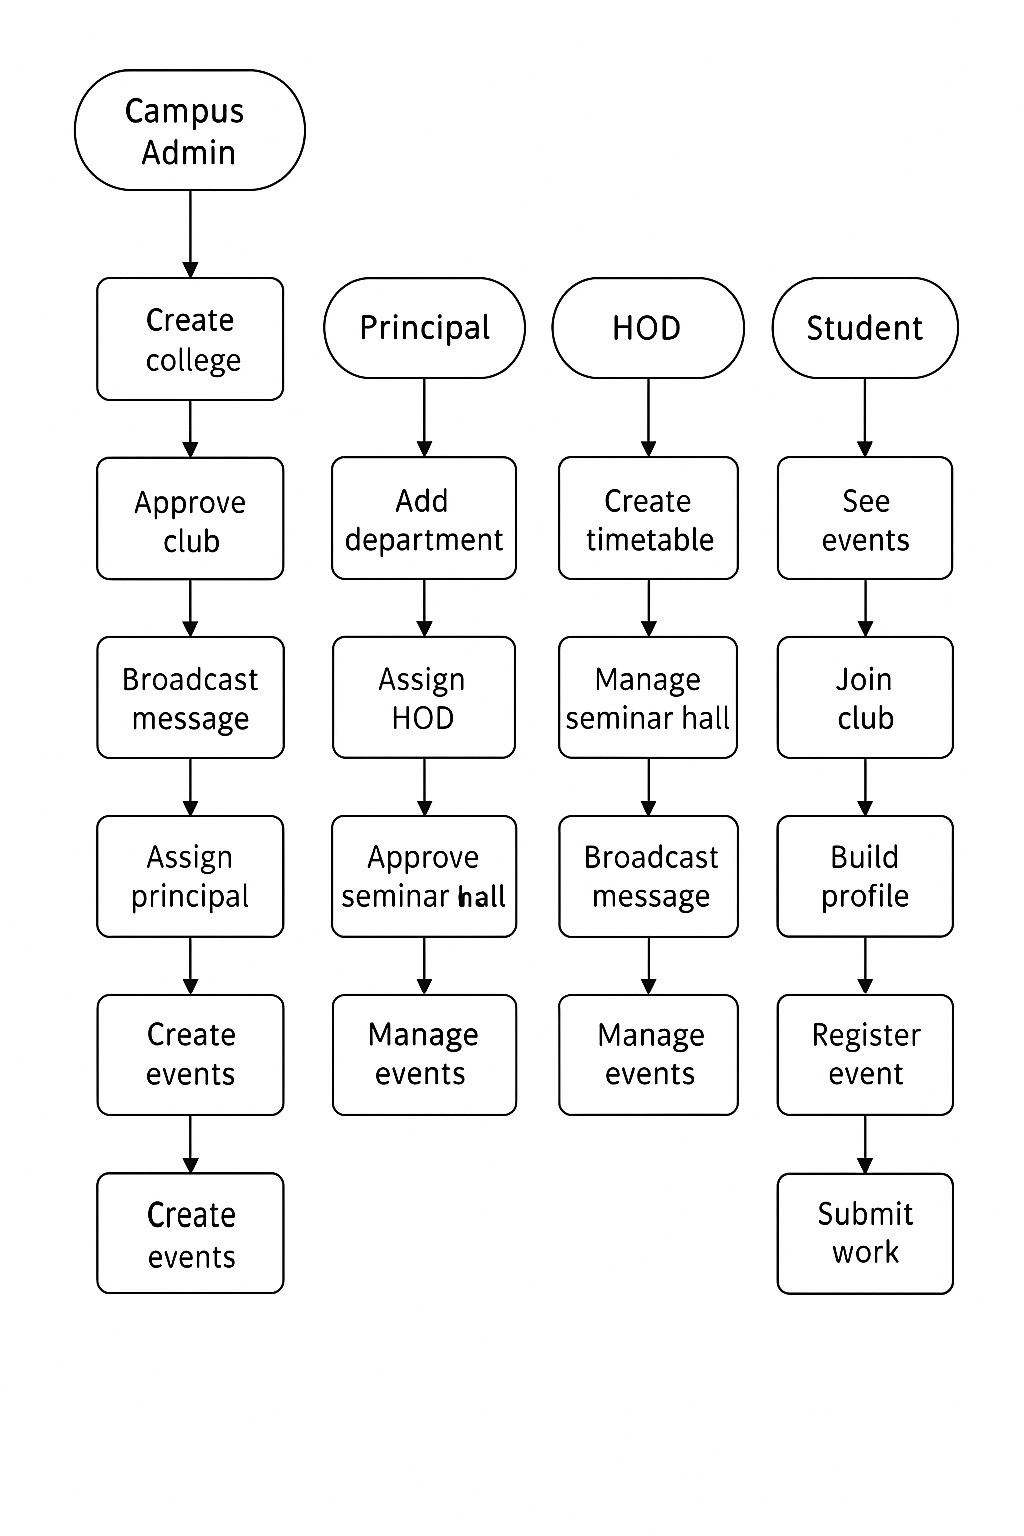 Campus
Admin
Create
college
Approve
club
Broadcast
message
Assign
principal
Create
events
Create
events
Principal
Add
department
Assign
HOD
Approve
seminar hall
Manage
events
HOD
Create
timetable
Manage
seminar hall
Broadcast
message
Manage
events
Student
See
events
Join
club
Build
profile
Register
event
Submit
work